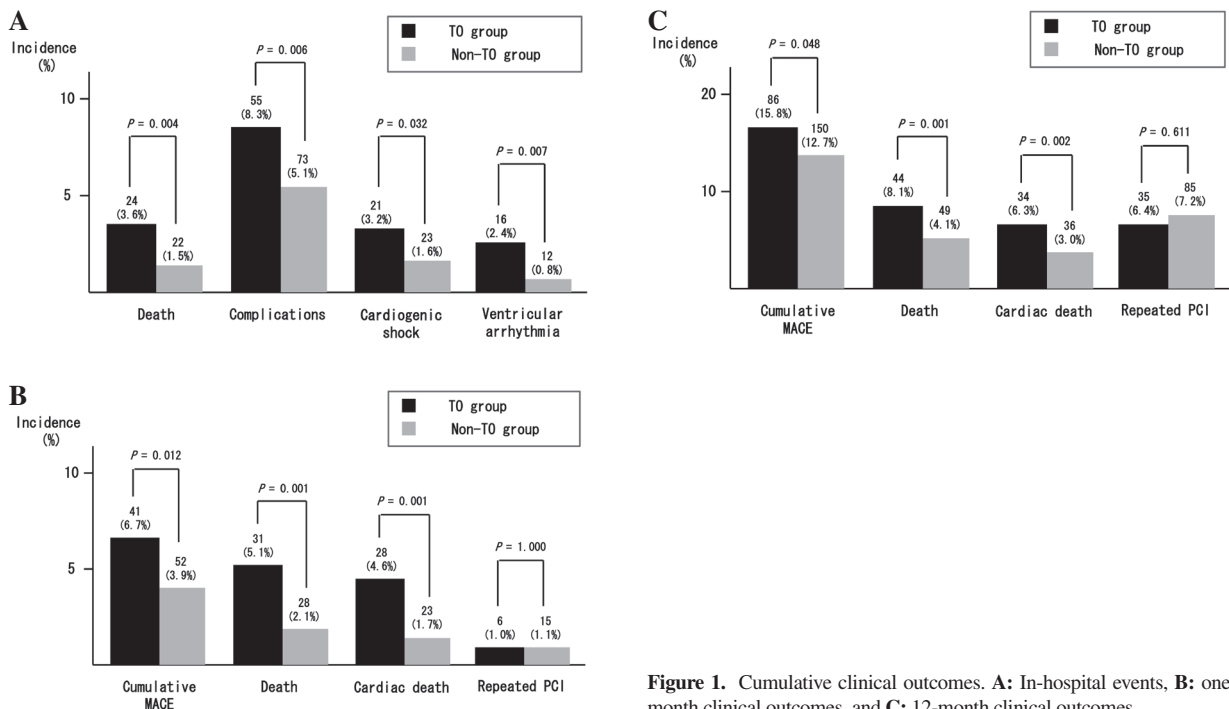 A
Incidence
(%)
TO group
Non-TO group
10
5
P = 0.004
24
(3.6%)
22
(1.5%)
P = 0.006
55
(8.3%)
73
(5.1%)
P = 0.032
21
(3.2%)
23
(1.6%)
P = 0.007
16
(2.4%)
12
(0.8%)
Death
Complications
Cardiogenic
shock
Ventricular
arrhythmia
B
Incidence
(%)
TO group
Non-TO group
10
5
P = 0.012
41
(6.7%)
52
(3.9%)
P = 0.001
31
(5.1%)
28
(2.1%)
P = 0.001
28
(4.6%)
23
(1.7%)
P = 1.000
6
(1.0%)
15
(1.1%)
Cumulative
MACE
Death
Cardiac death
Repeated PCI
C
Incidence
(%)
TO group
Non-TO group
20
10
P = 0.048
86
(15.8%)
150
(12.7%)
P = 0.001
44
(8.1%)
49
(4.1%)
P = 0.002
34
(6.3%)
36
(3.0%)
P = 0.611
35
(6.4%)
85
(7.2%)
Cumulative
MACE
Death
Cardiac death
Repeated PCI
Figure 1. Cumulative clinical outcomes. A: In-hospital events, B: one-
month clinical outcomes, and C: 12-month clinical outcomes.